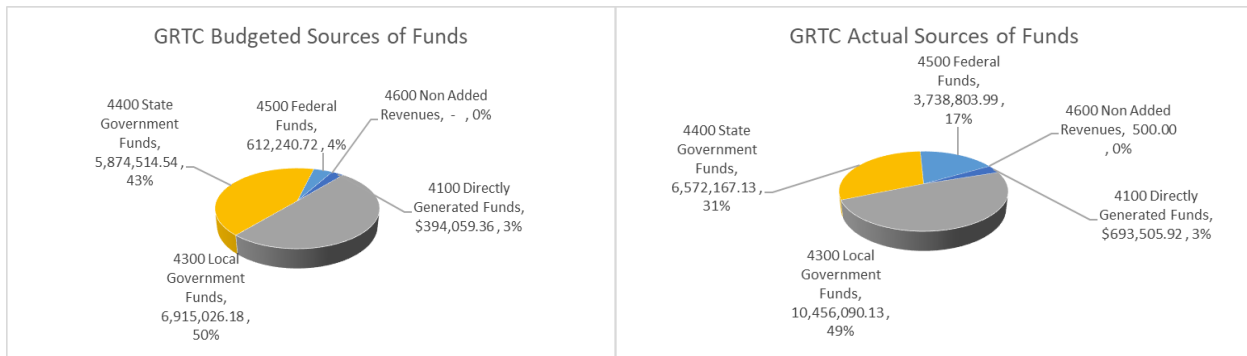 GRTC Budgeted Sources of Funds
4400 State
Government
Funds,
5,874,514.54 ,
43%
4500 Federal
Funds,
612,240.72 , 4%
4600 Non Added
Revenues,  -   , 0%
4100 Directly
Generated Funds,
$394,059.36 , 3%
4300 Local
Government
Funds,
6,915,026.18 ,
50%
GRTC Actual Sources of Funds
4400 State
Government
Funds,
6,572,167.13 ,
31%
4500 Federal
Funds,
3,738,803.99 ,
17%
4600 Non Added
Revenues,  500.00
, 0%
4100 Directly
Generated Funds,
$693,505.92 , 3%
4300 Local
Government
Funds,
10,456,090.13 ,
49%